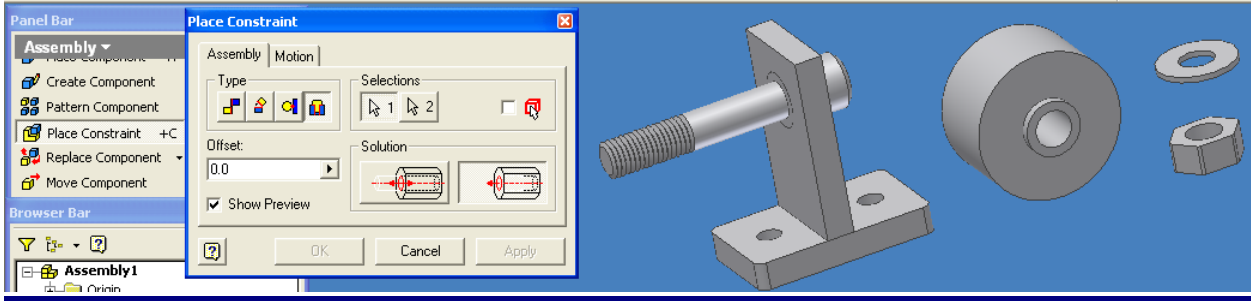 Panel Bar
Assembly
Place Component
Create Component
Pattern Component
Place Constraint +C
Replace Component
Move Component
Browser Bar
Assembly1
Origin
Place Constraint
Assembly
Motion
Type
Selections
1
2
Offset:
Solution
0.0
Show Preview
OK
Cancel
Apply